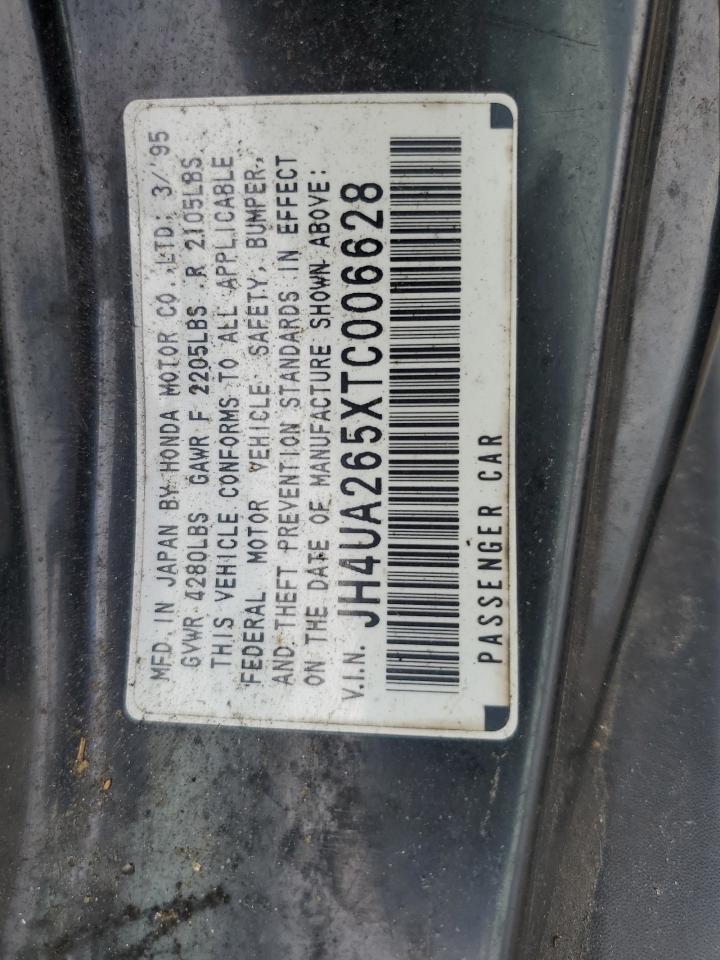 MFD. IN JAPAN BY HONDA MOTOR CO., LTD; 3/'95
GVWR 4280LBS GAWR F 2205LBS R 2105LBS
THIS VEHICLE CONFORMS TO ALL APPLICABLE
FEDERAL MOTOR VEHICLE SAFETY, BUMPER,
AND THEFT PREVENTION STANDARDS IN EFFECT
ON THE DATE OF MANUFACTURE SHOWN ABOVE:
V.I.N. JH4UA265XTC006628
PASSENGER CAR